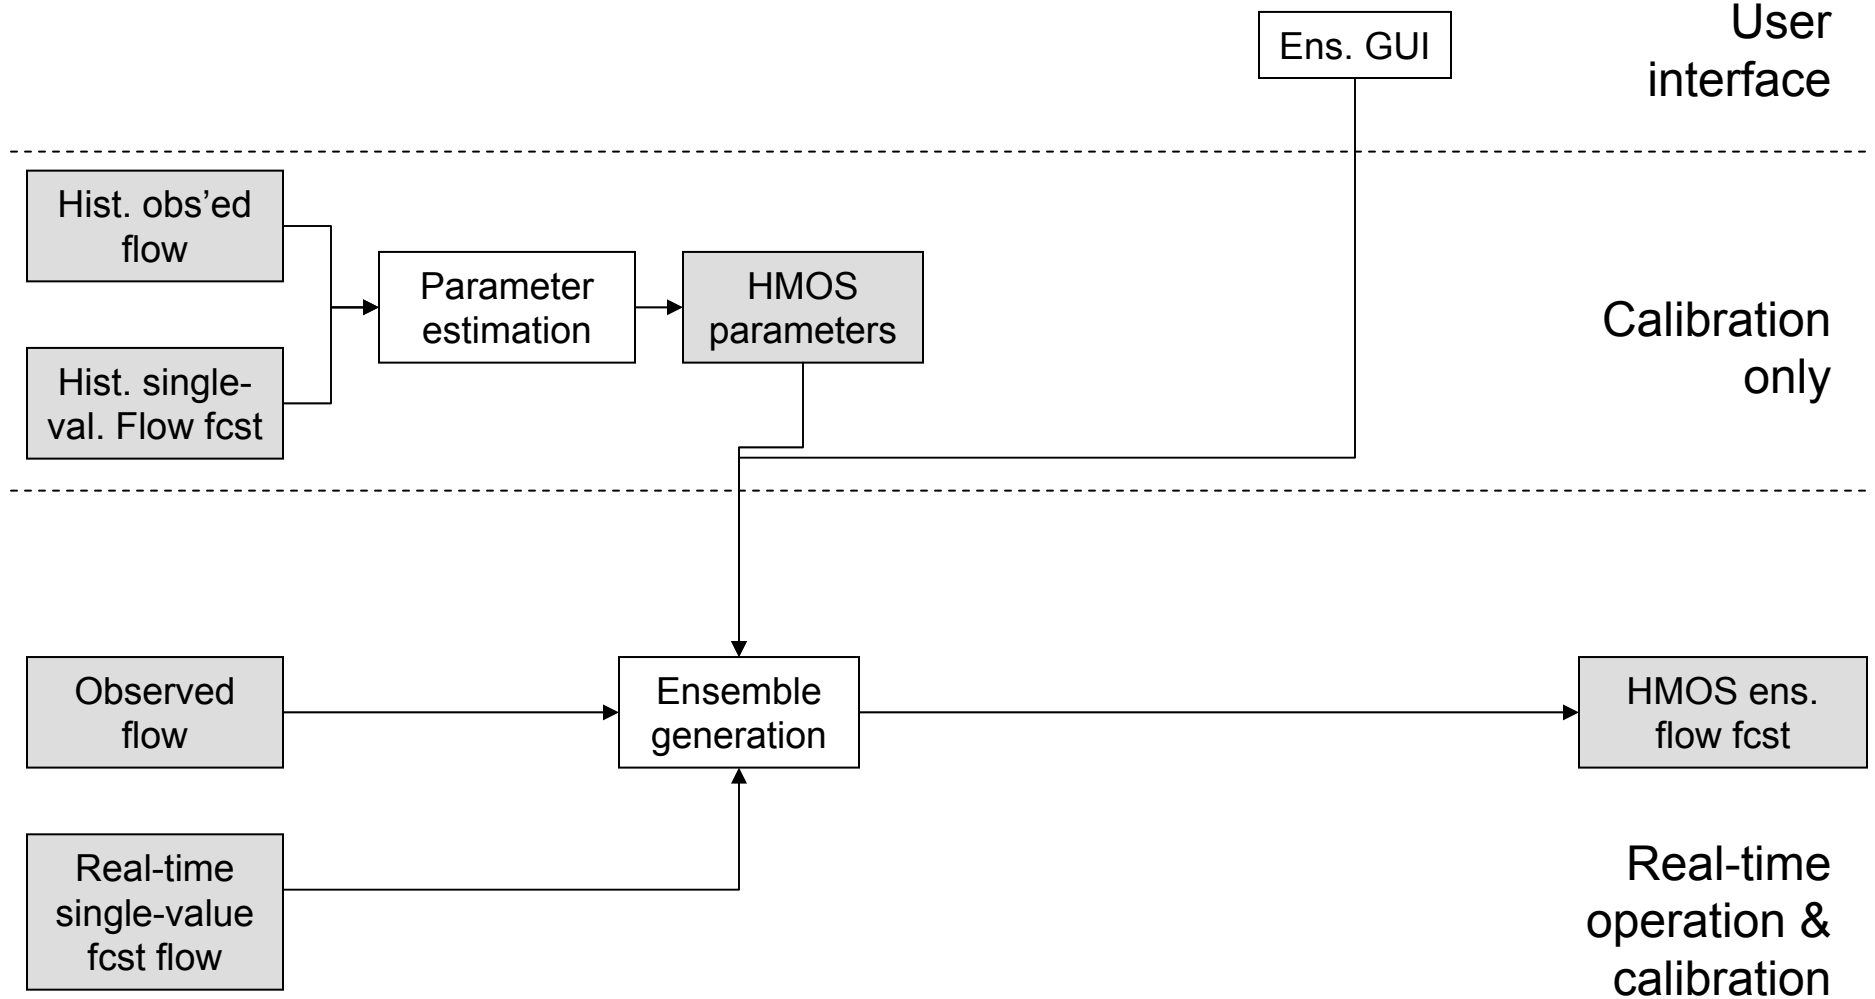 Ens. GUI
User
interface
Hist. obs’ed
flow
Parameter
estimation
HMOS
parameters
Hist. single-
val. Flow fcst
Calibration
only
Observed
flow
Ensemble
generation
HMOS ens.
flow fcst
Real-time
single-value
fcst flow
Real-time
operation &
calibration